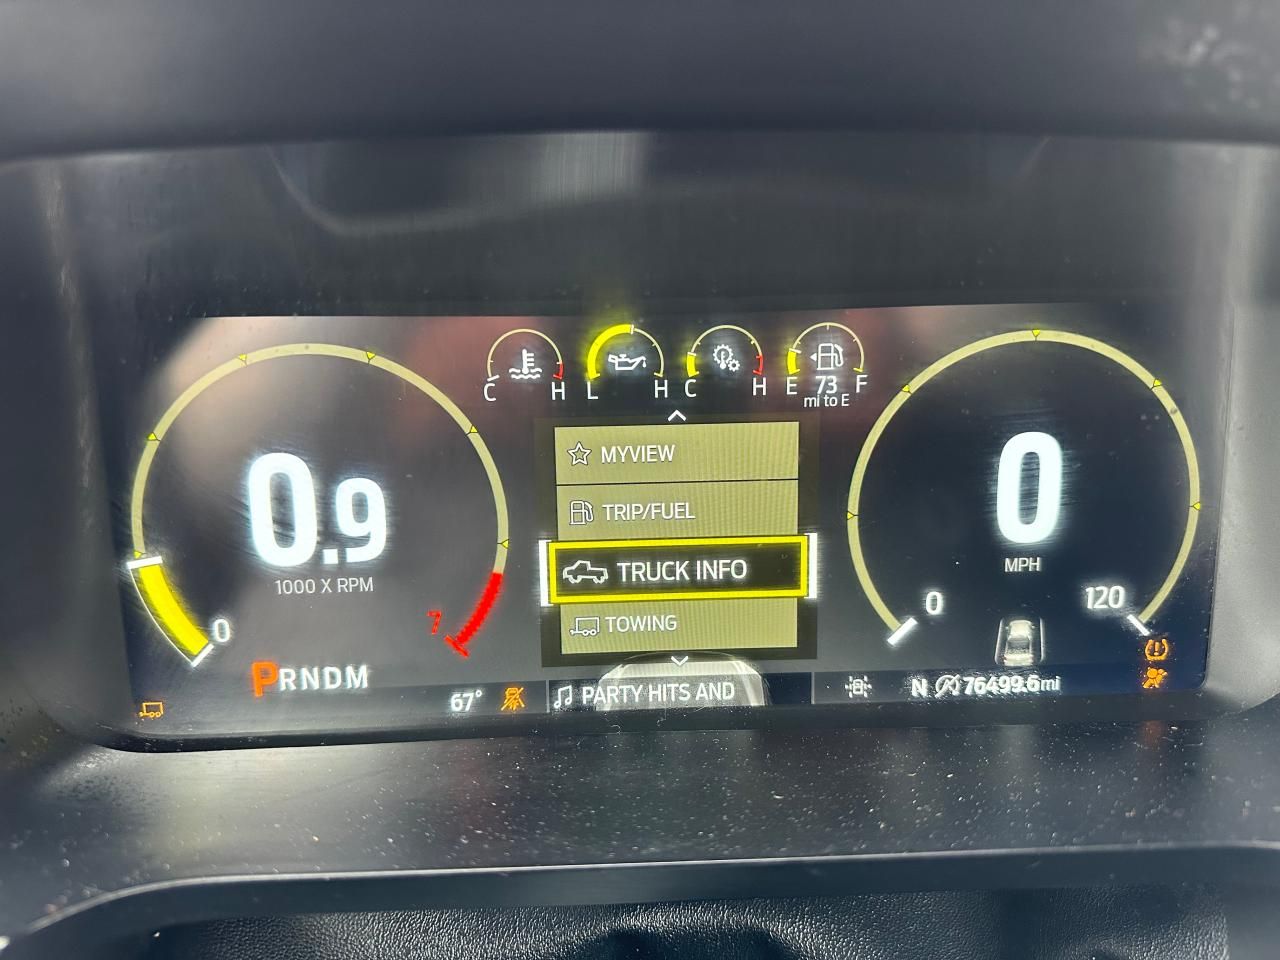 C H
L H
C H
E F
73
mi to E
MYVIEW
TRIP/FUEL
TRUCK INFO
TOWING
0.9
1000 X RPM
0
7
PRNDM
0
MPH
0
120
67°
PARTY HITS AND
N 76499.6mi